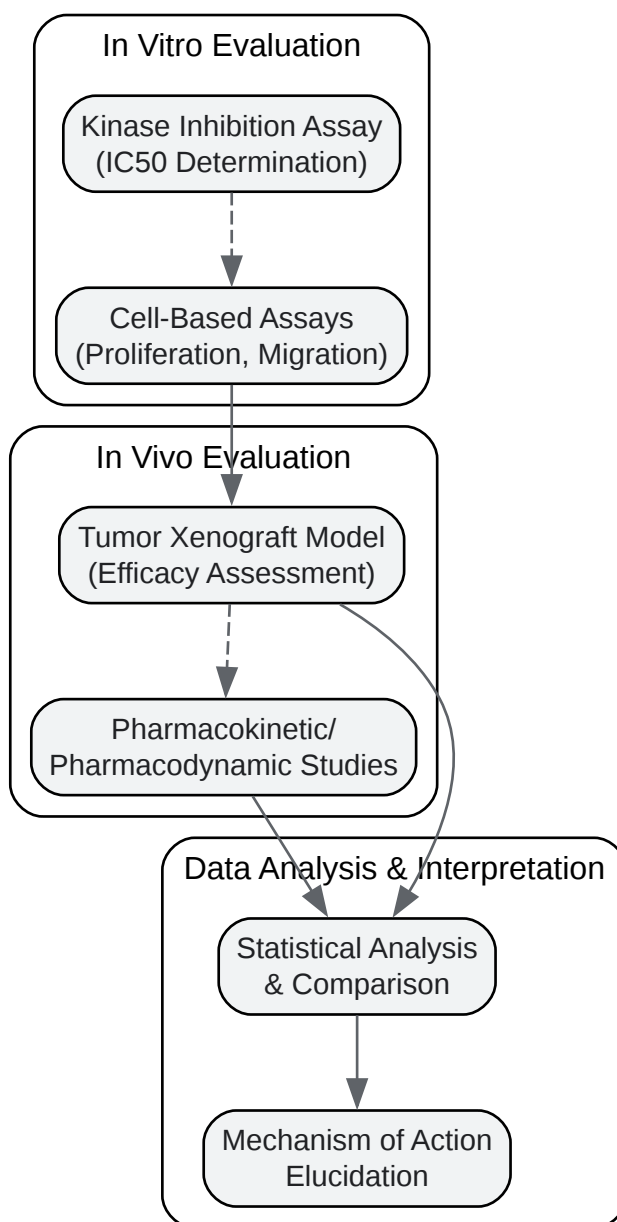 In Vitro Evaluation
Kinase Inhibition Assay
(IC50 Determination)
Cell-Based Assays
(Proliferation, Migration)
In Vivo Evaluation
Tumor Xenograft Model
(Efficacy Assessment)
Pharmacokinetic/
Pharmacodynamic Studies
Data Analysis & Interpretation
Statistical Analysis
& Comparison
Mechanism of Action
Elucidation